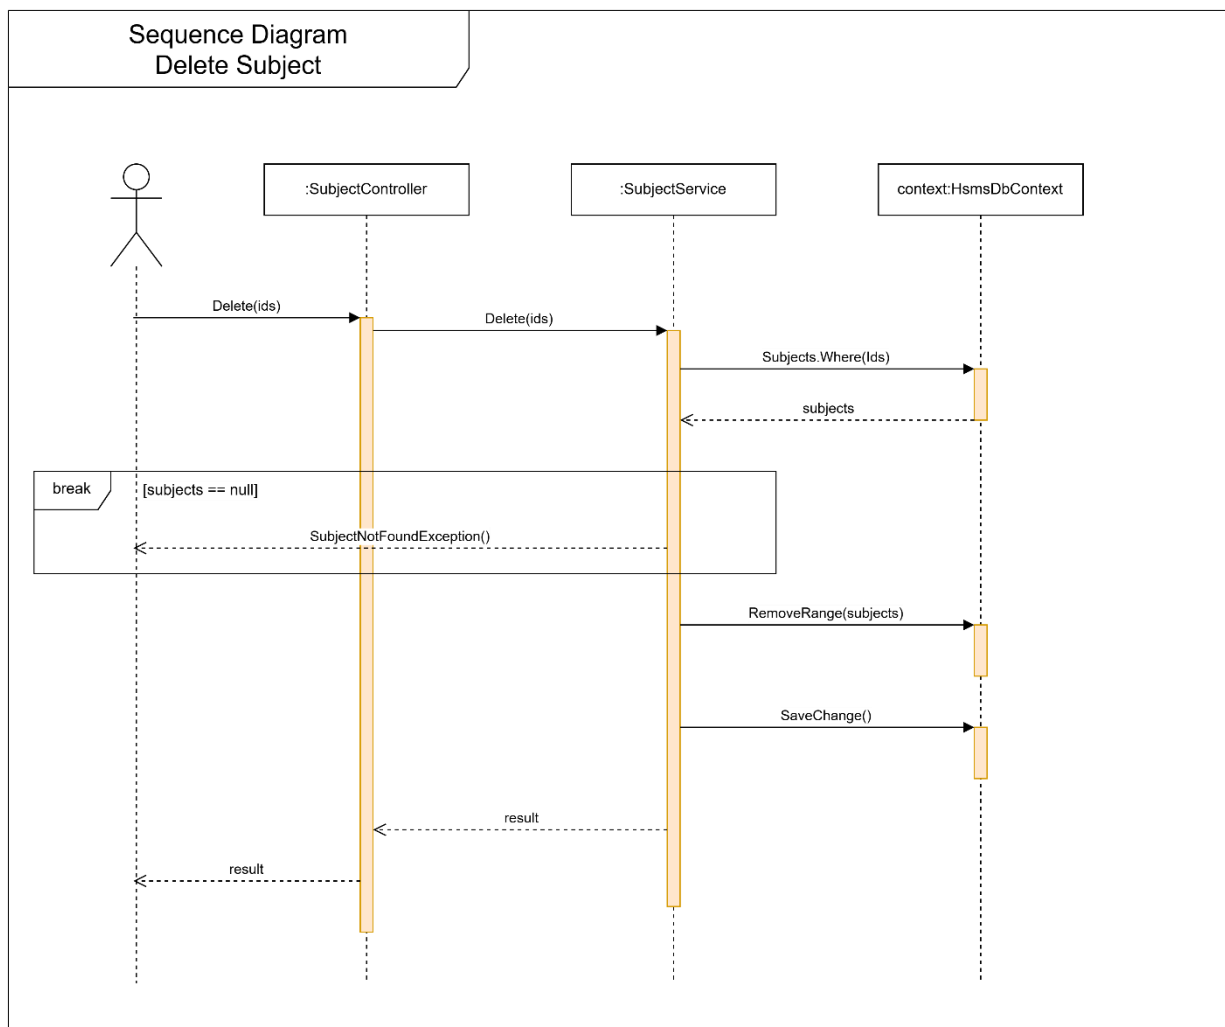 Sequence Diagram
Delete Subject
:SubjectController
:SubjectService
context:HsmsDbContext
Delete(ids)
Delete(ids)
Subjects.Where(Ids)
subjects
break
[subjects == null]
SubjectNotFoundException()
RemoveRange(subjects)
SaveChange()
result
result